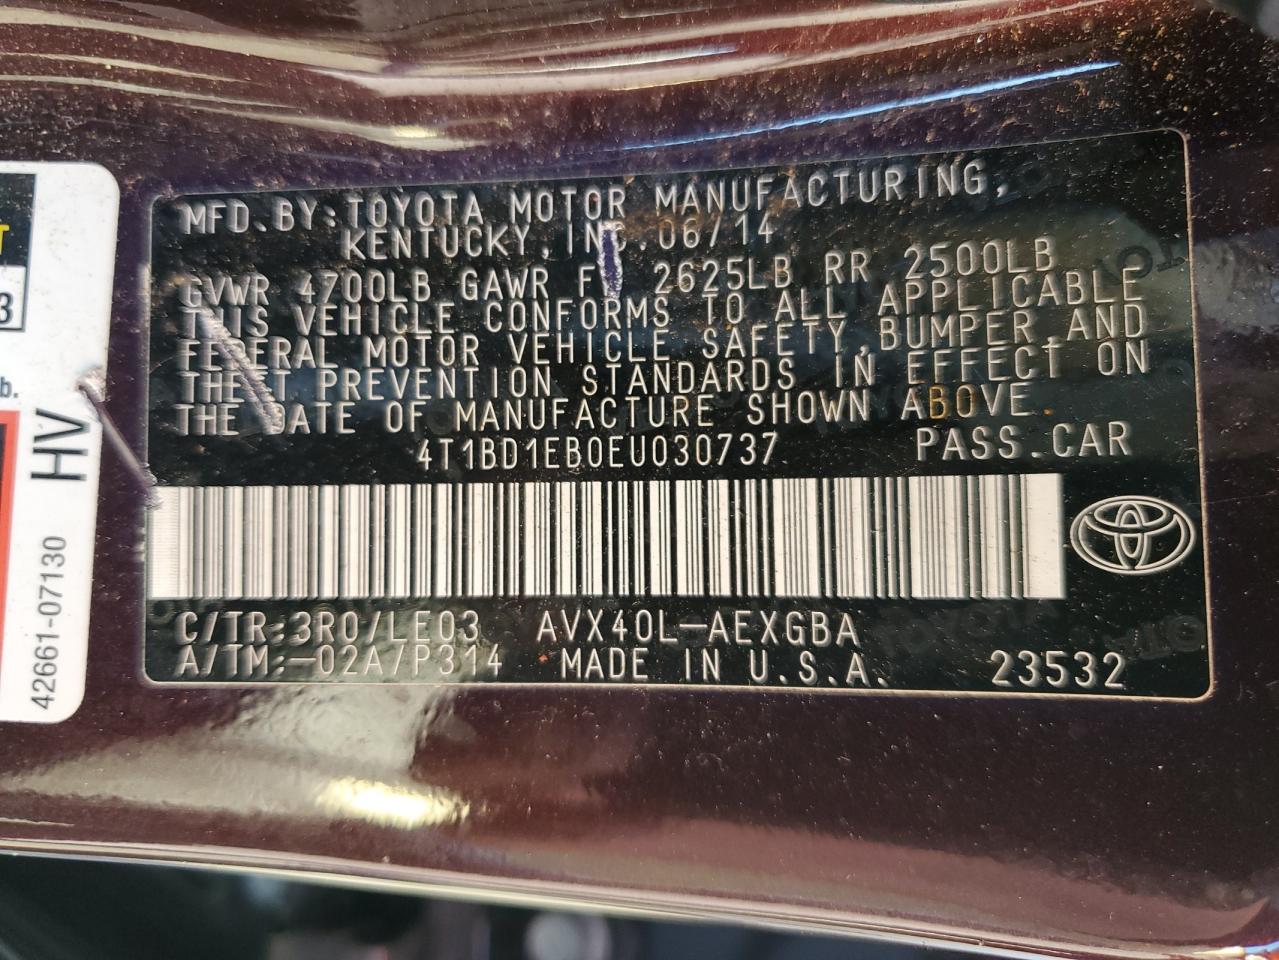 MFD.BY:TOYOTA MOTOR MANUFACTURING,
KENTUCKY, INC. 06/14
GVWR 4700LB GAWR F 2625LB RR 2500LB
THIS VEHICLE CONFORMS TO ALL APPLICABLE
FEDERAL MOTOR VEHICLE SAFETY,BUMPER,AND
THEFT PREVENTION STANDARDS IN EFFECT ON
THE DATE OF MANUFACTURE SHOWN ABOVE
4T1BD1EB0EU030737 PASS.CAR
C/TR:3R0/LE03 AVX40L-AEXGBA
A/TM:-02A/P314 MADE IN U.S.A. 23532
T
3
b.
HV
42661-07130